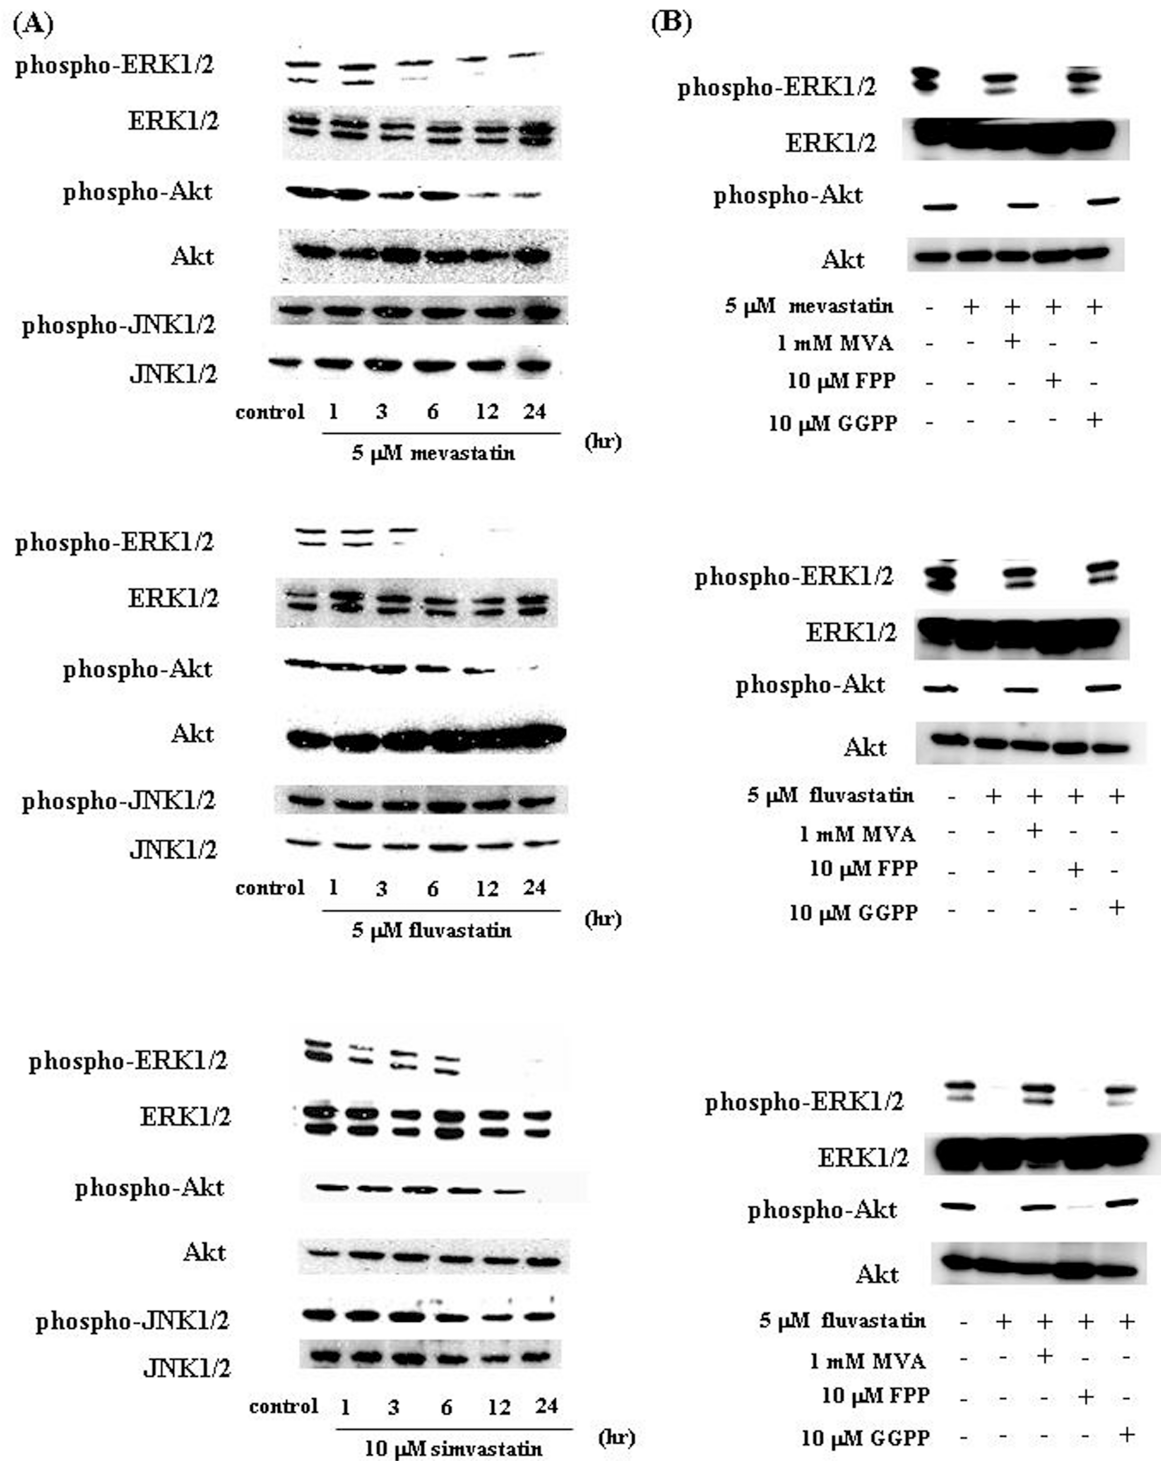 (A)
phospho-ERK1/2
ERK1/2
phospho-Akt
Akt
phospho-JNK1/2
JNK1/2
control 1 3 6 12 24
(hr)
5 µM mevastatin
phospho-ERK1/2
ERK1/2
phospho-Akt
Akt
phospho-JNK1/2
JNK1/2
control 1 3 6 12 24
(hr)
5 µM fluvastatin
phospho-ERK1/2
ERK1/2
phospho-Akt
Akt
phospho-JNK1/2
JNK1/2
control 1 3 6 12 24
(hr)
10 µM simvastatin
(B)
phospho-ERK1/2
ERK1/2
phospho-Akt
Akt
5 µM mevastatin - + + + +
1 mM MVA - - + - -
10 µM FPP - - - + -
10 µM GGPP - - - - +
phospho-ERK1/2
ERK1/2
phospho-Akt
Akt
5 µM fluvastatin - + + + +
1 mM MVA - - + - -
10 µM FPP - - - + -
10 µM GGPP - - - - +
phospho-ERK1/2
ERK1/2
phospho-Akt
Akt
5 µM fluvastatin - + + + +
1 mM MVA - - + - -
10 µM FPP - - - + -
10 µM GGPP - - - - +